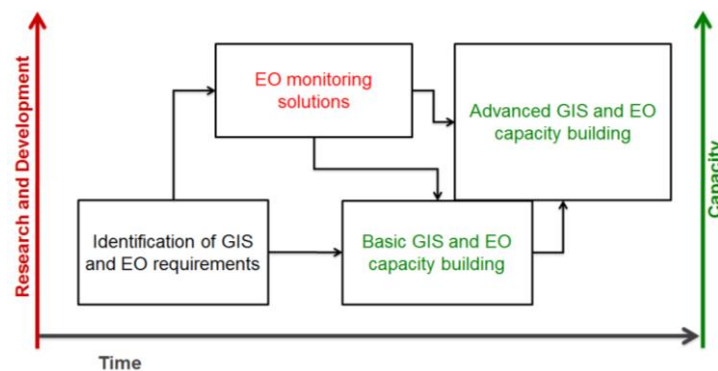 Research and Development
EO monitoring
solutions
Advanced GIS and EO
capacity building
Identification of GIS
and EO requirements
Basic GIS and EO
capacity building
Capacity
Time